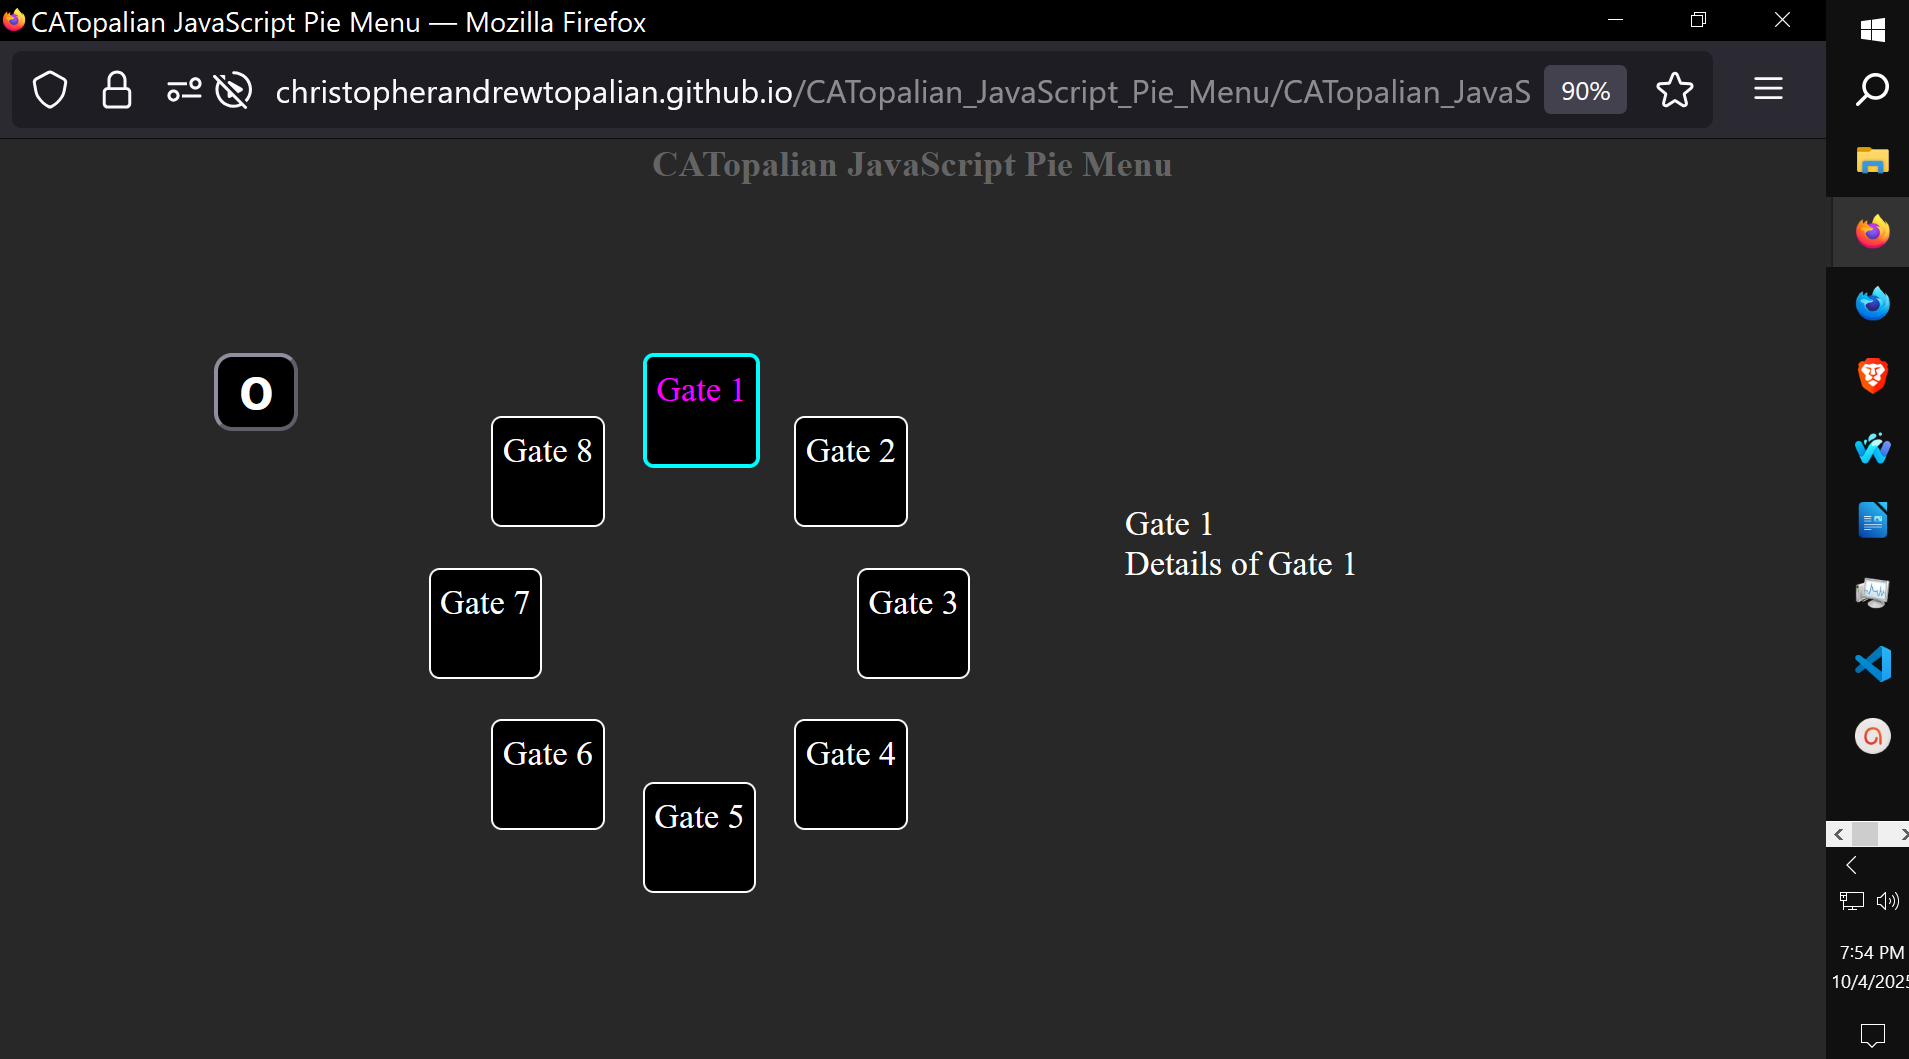 CATopalian JavaScript Pie Menu — Mozilla Firefox
christopherandrewtopalian.github.io/CATopalian_JavaScript_Pie_Menu/CATopalian_JavaS
90%
CATopalian JavaScript Pie Menu
O
Gate 1
Gate 8
Gate 2
Gate 7
Gate 3
Gate 6
Gate 4
Gate 5
Gate 1
Details of Gate 1
7:54 PM
10/4/2025